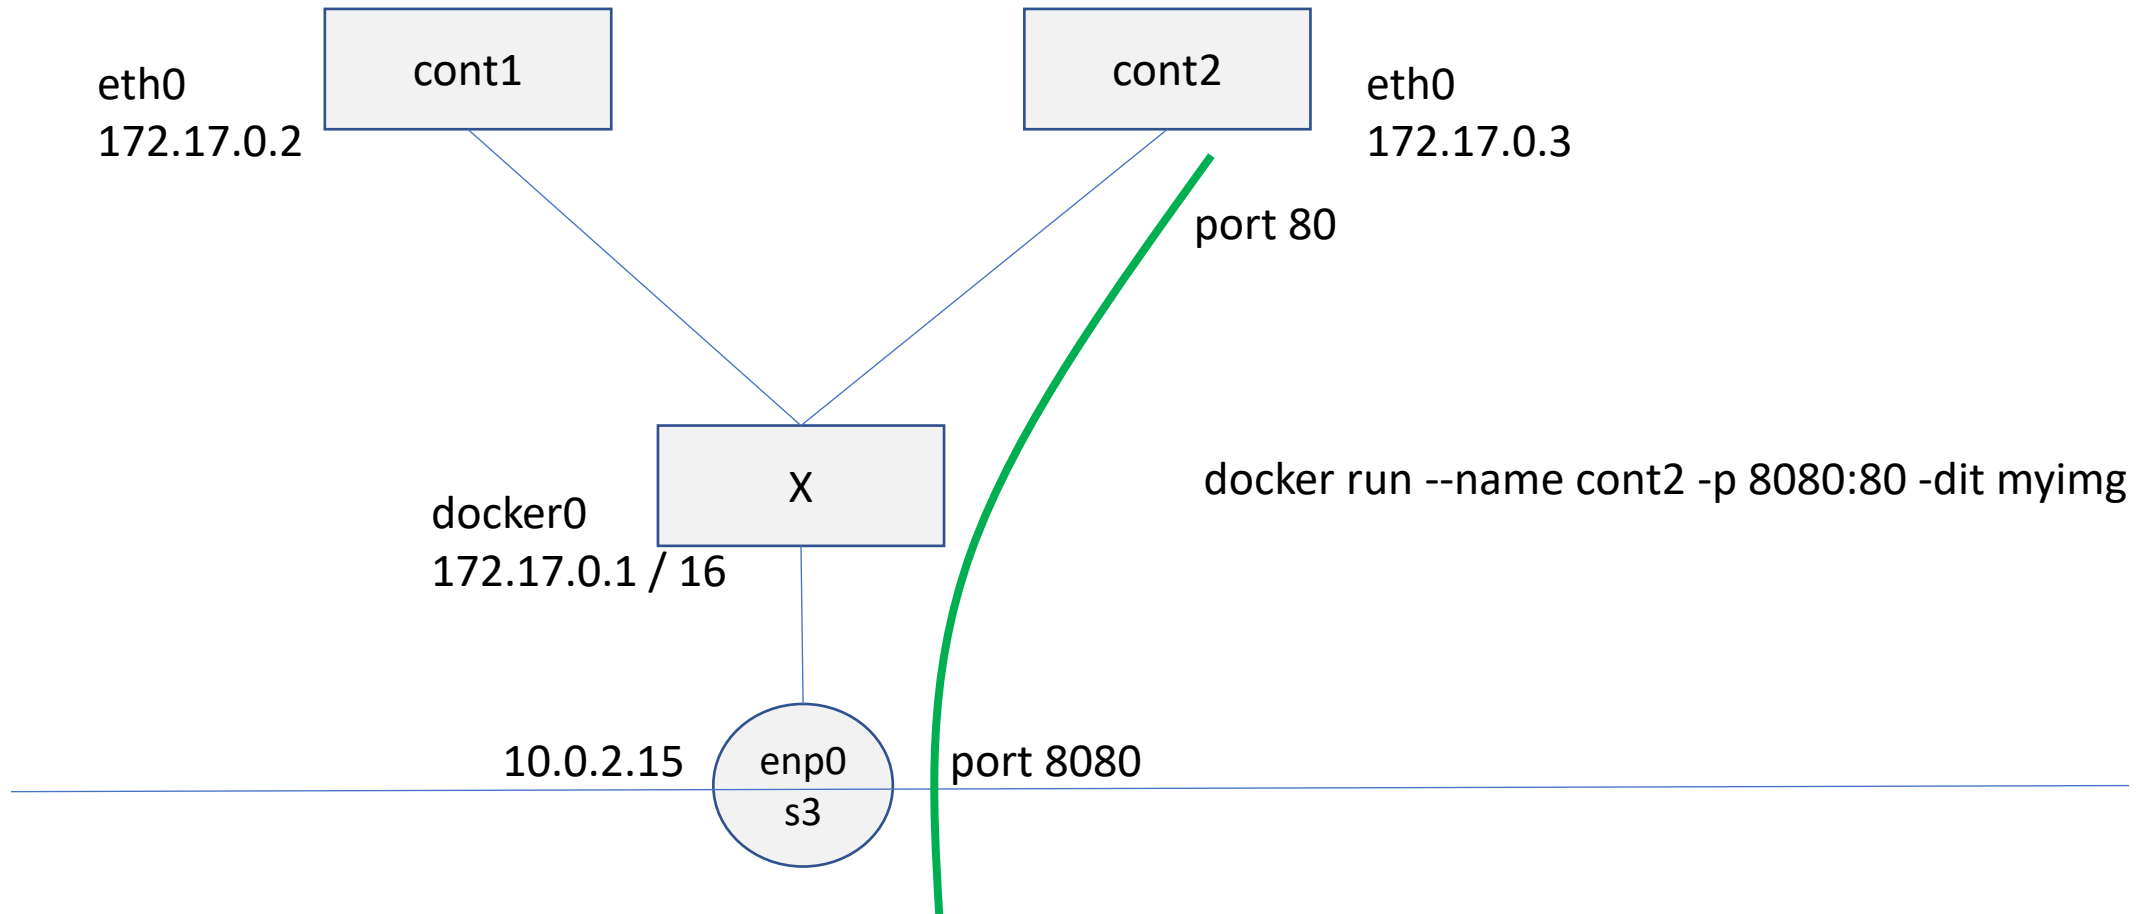 cont1
cont2
eth0
172.17.0.2
eth0
172.17.0.3
port 80
X
docker run --name cont2 -p 8080:80 -dit myimg
docker0
172.17.0.1 / 16
10.0.2.15
enp0
s3
port 8080